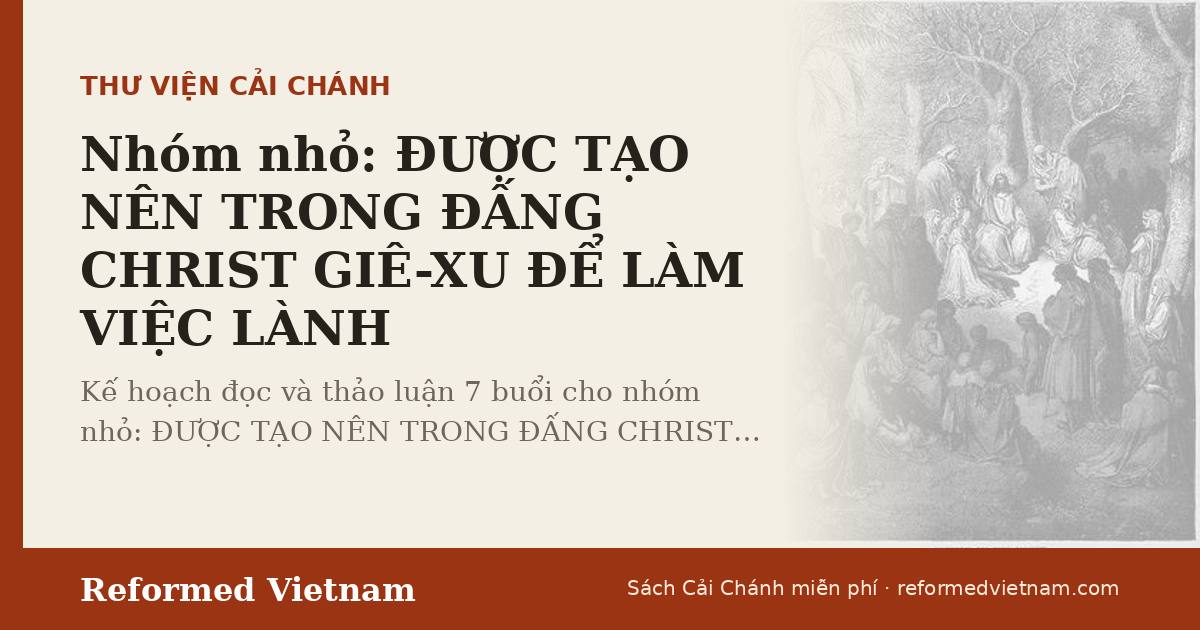 THƯ VIỆN CẢI CHÁNH
Nhóm nhỏ: ĐƯỢC TẠO
NÊN TRONG ĐẤNG
CHRIST GIÊ-XU ĐỂ LÀM
VIỆC LÀNH
Kế hoạch đọc và thảo luận 7 buổi cho nhóm
nhỏ: ĐƯỢC TẠO NÊN TRONG ĐẤNG CHRIST…
Reformed Vietnam
Sách Cải Chánh miễn phí · reformedvietnam.com